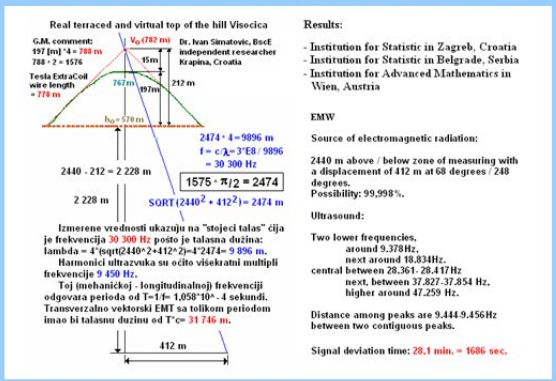 Real terraced and virtual top of the hill Visocica
G.M. comment:
197 [m] *4 = 788 m
788 * 2 = 1576
Tesla ExtraCoil
wire length
= 778 m
V₀ (782 m)
15m
Dr. Ivan Simatovic, BscE
independent researcher
Krapina, Croatia
767m
197m
212 m
h₀ = 570 m
2440 - 212 = 2 228 m
2 228 m
2474 * 4 = 9896 m
f = c/λ = 3*E8 / 9896
= 30 300 Hz
1575 * π/2 = 2474
SQRT (2440² + 412²) = 2474 m
Izmerene vrednosti ukazuju na "stojeci talas" čija
je frekvencija 30 300 Hz pošto je talasna dužina:
lambda = 4*(sqrt(2440^2+412^2)=4*2474= 9 896 m.
Harmonici ultrazvuka su očito višekratni multipli
frekvencije 9 450 Hz.
Toj (mehaničkoj - longitudinalnoj) frekvenciji
odgovara perioda od T=1/f= 1,058*10^ - 4 sekundi.
Transverzalno vektorski EMT sa tolikom periodom
imao bi talasnu duzinu od T*c= 31 746 m.
412 m
Results:
- Institution for Statistic in Zagreb, Croatia
- Institution for Statistic in Belgrade, Serbia
- Institution for Advanced Mathematics in
Wien, Austria
EMW
Source of electromagnetic radiation:
2440 m above / below zone of measuring with
a displacement of 412 m at 68 degrees / 248
degrees.
Possibility: 99,998%.
Ultrasound:
Two lower frequencies,
around 9.378Hz,
next around 18.834Hz.
central between 28.361- 28.417Hz
next, between 37.827-37.854 Hz,
higher around 47.259 Hz.
Distance among peaks are 9.444-9.456Hz
between two contiguous peaks.
Signal deviation time: 28,1 min. = 1686 sec.